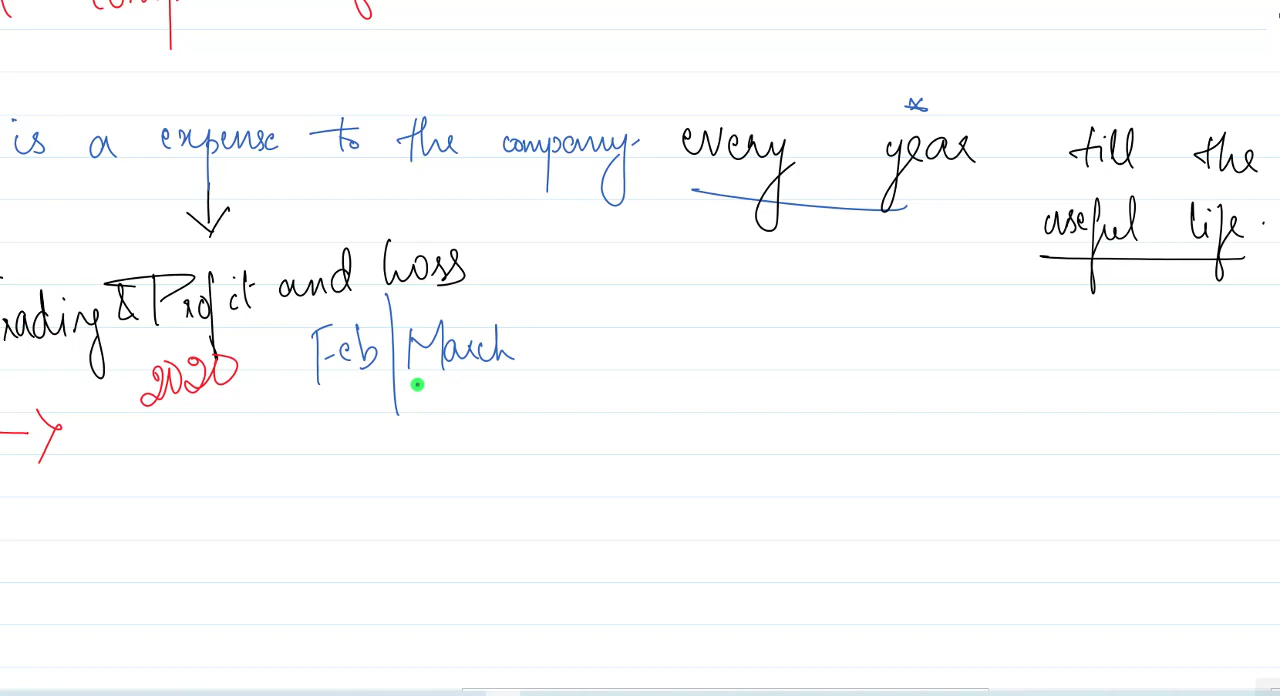 is a expense to the company. every year till the
useful life.
Trading & Profit and Loss
2020 Feb March